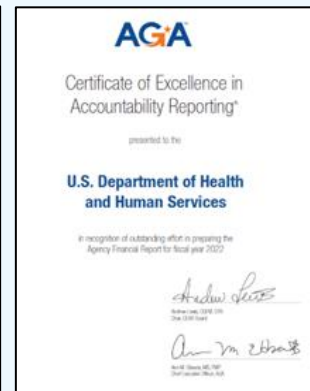 AGA
Certificate of Excellence in
Accountability Reporting
presented to the
U.S. Department of Health
and Human Services
in recognition of outstanding effort in preparing the
Agency Financial Report for fiscal year 2022